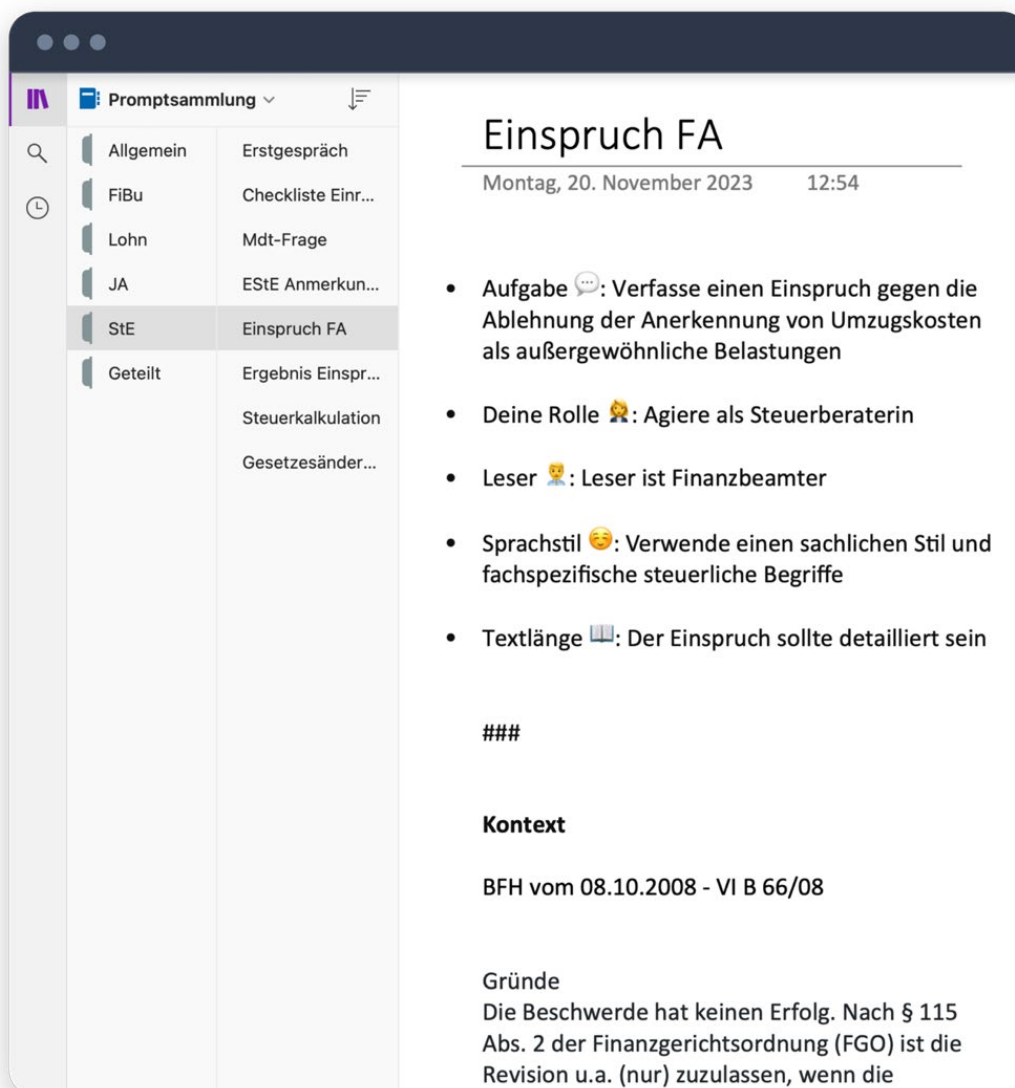 Promptsammlung
Allgemein
FiBu
Lohn
JA
StE
Geteilt
Erstgespräch
Checkliste Einr...
Mdt-Frage
EStE Anmerkun...
Einspruch FA
Ergebnis Einspr...
Steuerkalkulation
Gesetzesänder...
Einspruch FA
Montag, 20. November 2023 12:54
• Aufgabe 💬: Verfasse einen Einspruch gegen die
Ablehnung der Anerkennung von Umzugskosten
als außergewöhnliche Belastungen
• Deine Rolle 👩‍💼: Agiere als Steuerberaterin
• Leser 👨‍💼: Leser ist Finanzbeamter
• Sprachstil ☺️: Verwende einen sachlichen Stil und
fachspezifische steuerliche Begriffe
• Textlänge 📖: Der Einspruch sollte detailliert sein
###
Kontext
BFH vom 08.10.2008 - VI B 66/08
Gründe
Die Beschwerde hat keinen Erfolg. Nach § 115
Abs. 2 der Finanzgerichtsordnung (FGO) ist die
Revision u.a. (nur) zuzulassen, wenn die